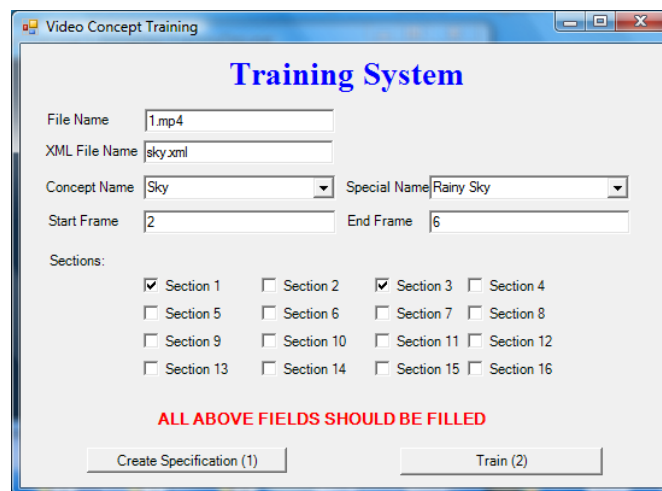 Video Concept Training
Training System
File Name 1.mp4
XML File Name sky.xml
Concept Name Sky Special Name Rainy Sky
Start Frame 2 End Frame 6
Sections:
Section 1 Section 2 Section 3 Section 4
Section 5 Section 6 Section 7 Section 8
Section 9 Section 10 Section 11 Section 12
Section 13 Section 14 Section 15 Section 16
ALL ABOVE FIELDS SHOULD BE FILLED
Create Specification (1) Train (2)